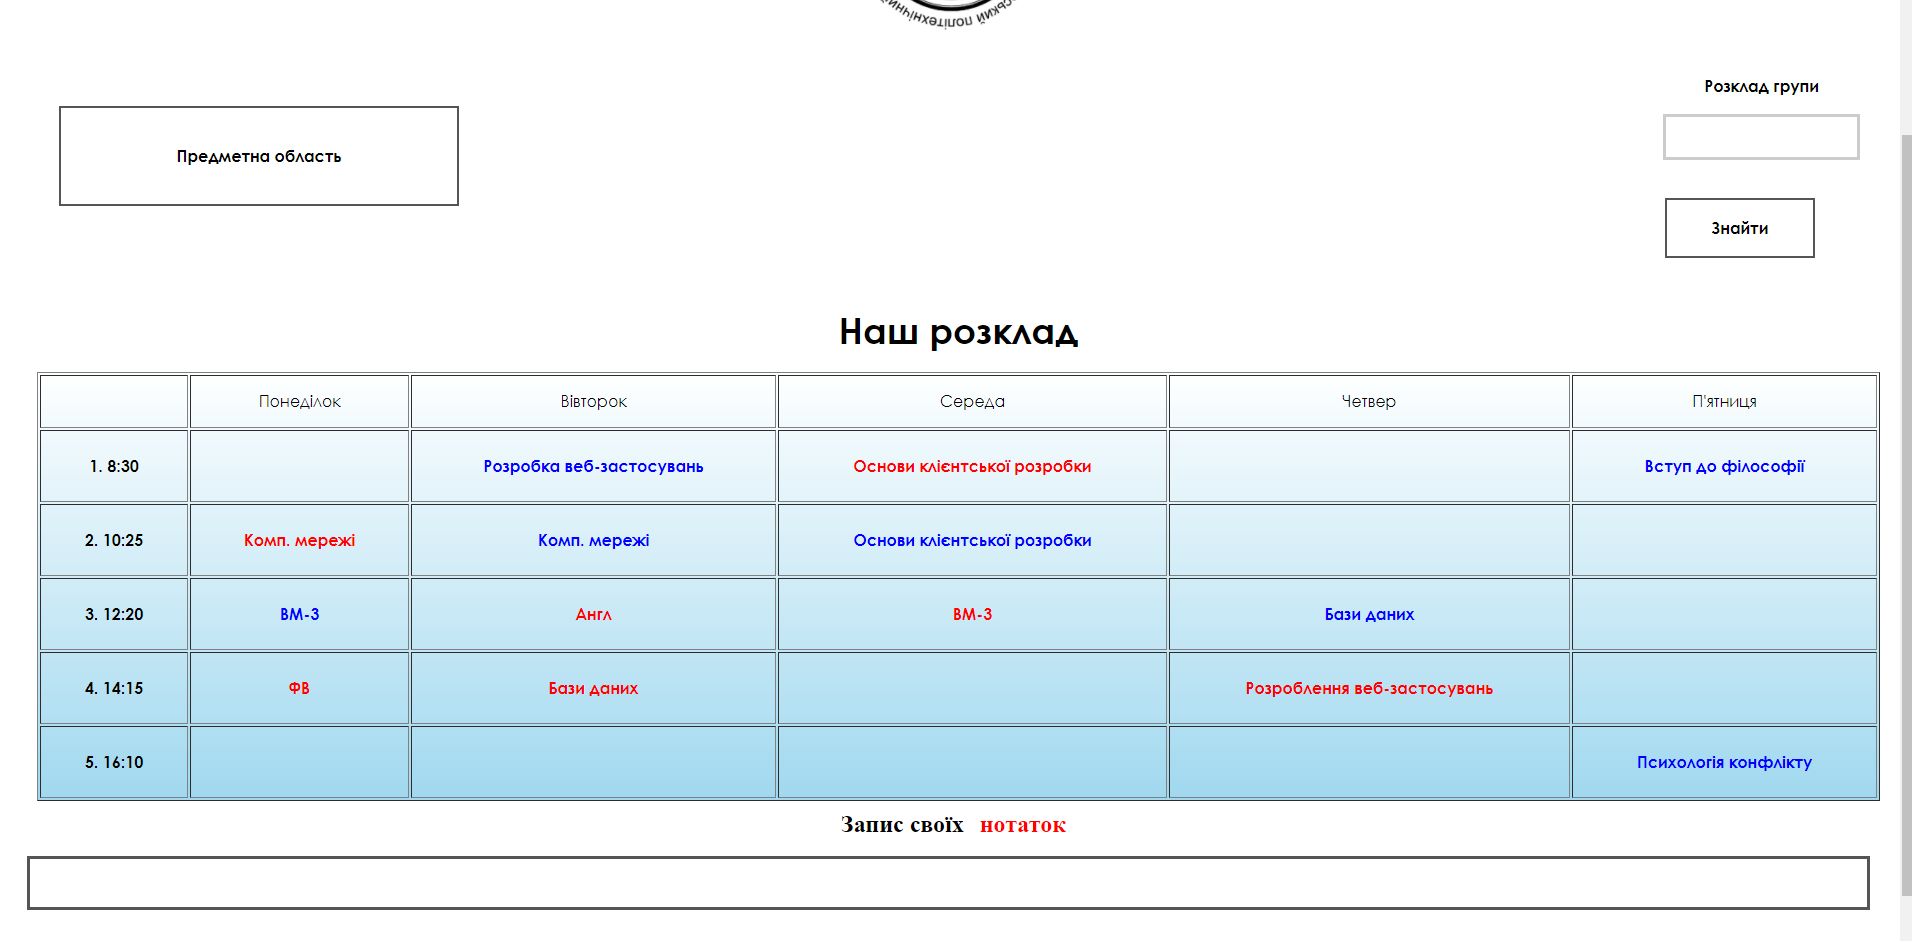 політехнічний
Розклад групи
Предметна область
Знайти
Наш розклад
Понеділок Вівторок Середа Четвер П'ятниця
1. 8:30 Розробка веб-застосувань Основи клієнтської розробки Вступ до філософії
2. 10:25 Комп. мережі Комп. мережі Основи клієнтської розробки
3. 12:20 ВМ-3 Англ ВМ-3 Бази даних
4. 14:15 ФВ Бази даних Розроблення веб-застосувань
5. 16:10 Психологія конфлікту
Запис своїх нотаток